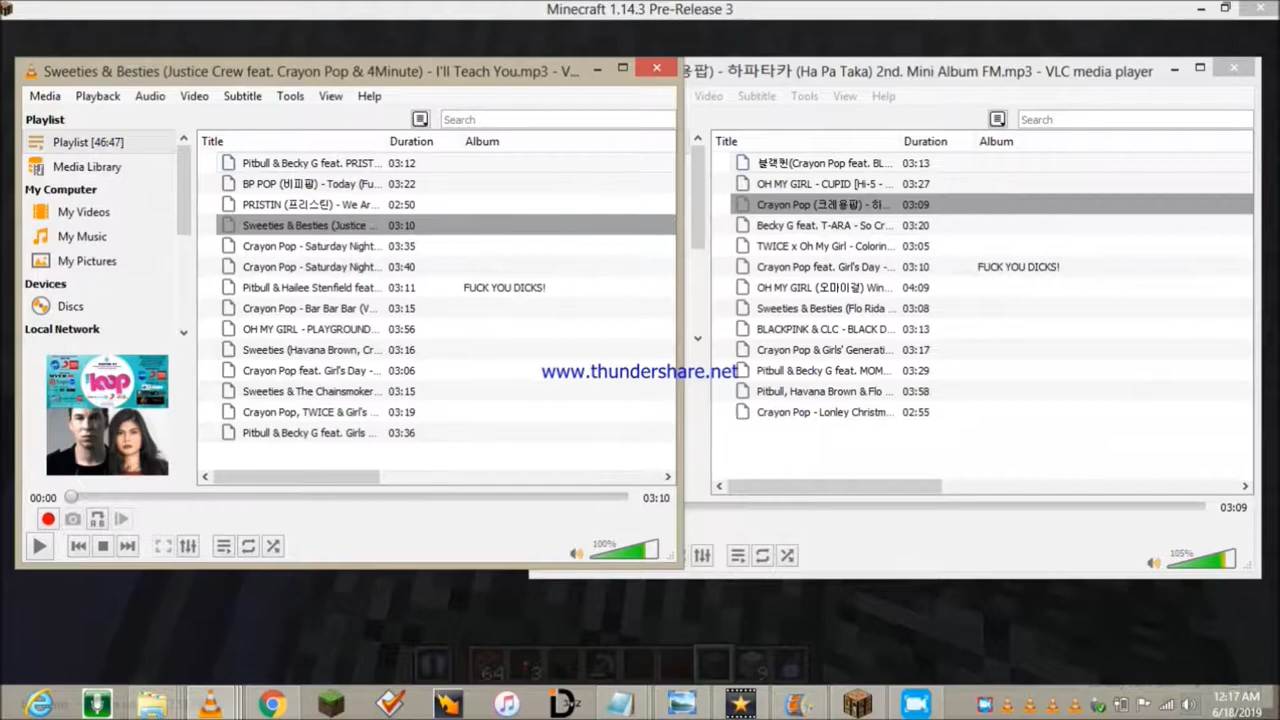 Minecraft 1.14.3 Pre-Release 3
Sweeties & Besties (Justice Crew feat. Crayon Pop & 4Minute) - I'll Teach You.mp3 - V...
Media Playback Audio Video Subtitle Tools View Help
Playlist
Search
Playlist [46:47]
Media Library
My Computer
My Videos
My Music
My Pictures
Devices
Discs
Local Network
Title Duration Album
Pitbull & Becky G feat. PRIST... 03:12
BP POP (비피팝) - Today (Fu... 03:22
PRISTIN (프리스틴) - We Ar... 02:50
Sweeties & Besties (Justice ... 03:10
Crayon Pop - Saturday Night... 03:35
Crayon Pop - Saturday Night... 03:40
Pitbull & Hailee Stenfield feat... 03:11 FUCK YOU DICKS!
Crayon Pop - Bar Bar Bar (V... 03:15
OH MY GIRL - PLAYGROUND... 03:56
Sweeties (Havana Brown, Cr... 03:16
Crayon Pop feat. Girl's Day -... 03:06
Sweeties & The Chainsmoker... 03:15
Crayon Pop, TWICE & Girl's ... 03:19
Pitbull & Becky G feat. Girls ... 03:36
loop
00:00
03:10
100%
팝) - 하파타카 (Ha Pa Taka) 2nd. Mini Album FM.mp3 - VLC media player
Video Subtitle Tools View Help
Search
Title Duration Album
블랙퀸(Crayon Pop feat. BL... 03:13
OH MY GIRL - CUPID [Hi-5 - ... 03:27
Crayon Pop (크레용팝) - 하... 03:09
Becky G feat. T-ARA - So Cr... 03:20
TWICE x Oh My Girl - Colorin... 03:05
Crayon Pop feat. Girl's Day -... 03:10 FUCK YOU DICKS!
OH MY GIRL (오마이걸) Win... 04:09
Sweeties & Besties (Flo Rida ... 03:08
BLACKPINK & CLC - BLACK D... 03:13
Crayon Pop & Girls' Generati... 03:17
Pitbull & Becky G feat. MOM... 03:29
Pitbull, Havana Brown & Flo ... 03:58
Crayon Pop - Lonley Christm... 02:55
03:09
105%
www.thundershare.net
64 3 9
12:17 AM
6/18/2019